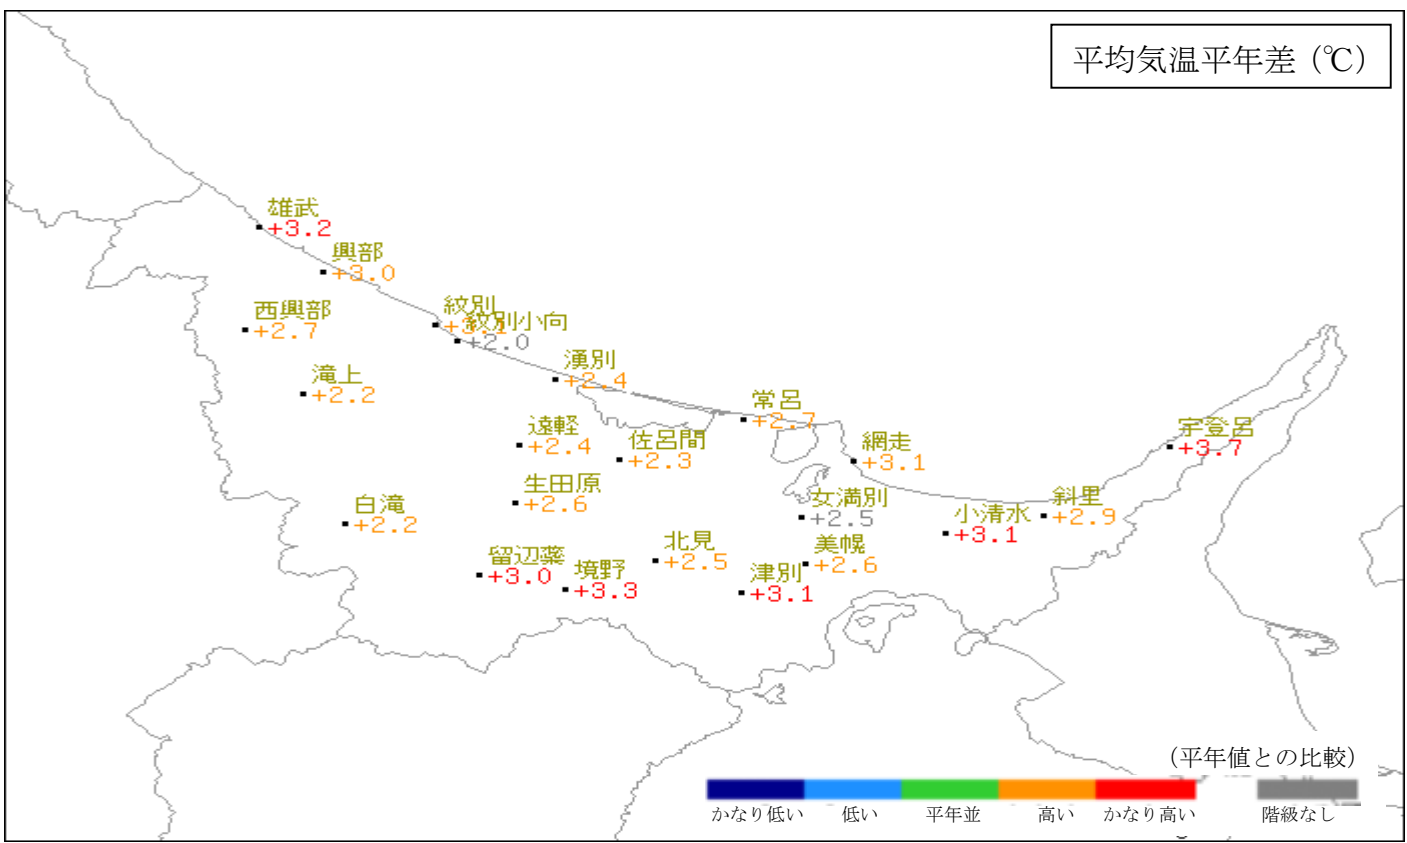 平均気温平年差（℃）
雄武
+3.2
興部
+3.0
西興部
+2.7
紋別
+3.1
紋別小向
+2.0
湧別
+2.4
滝上
+2.2
常呂
+2.7
遠軽
+2.4
佐呂間
+2.3
網走
+3.1
宇登呂
+3.7
生田原
+2.6
白滝
+2.2
女満別
+2.5
小清水
+3.1
斜里
+2.9
留辺蘂
+3.0
境野
+3.3
北見
+2.5
美幌
+2.6
津別
+3.1
（平年値との比較）
かなり低い 低い 平年並 高い かなり高い 階級なし